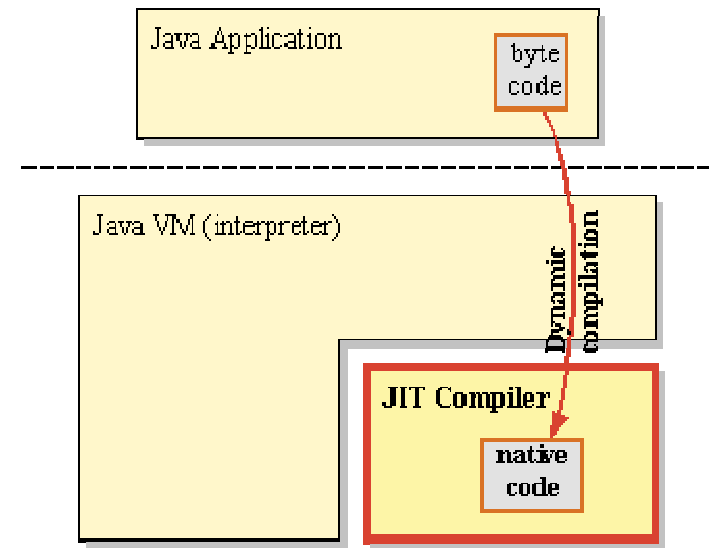 Java Application
byte
code
Java VM (interpreter)
Dynamic
compilation
JIT Compiler
native
code